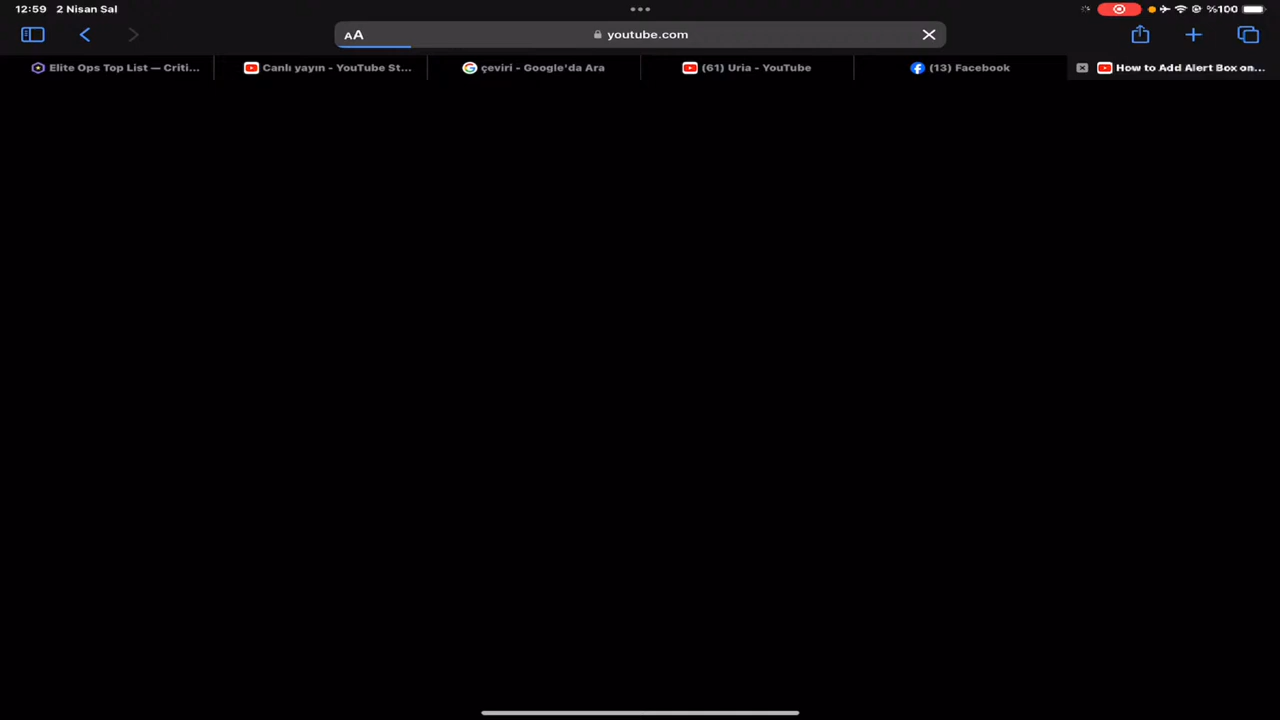 12:59 2 Nisan Sal
%100
AA youtube.com
Elite Ops Top List — Criti...
Canlı yayın - YouTube St...
çeviri - Google'da Ara
(61) Uria - YouTube
(13) Facebook
How to Add Alert Box on...